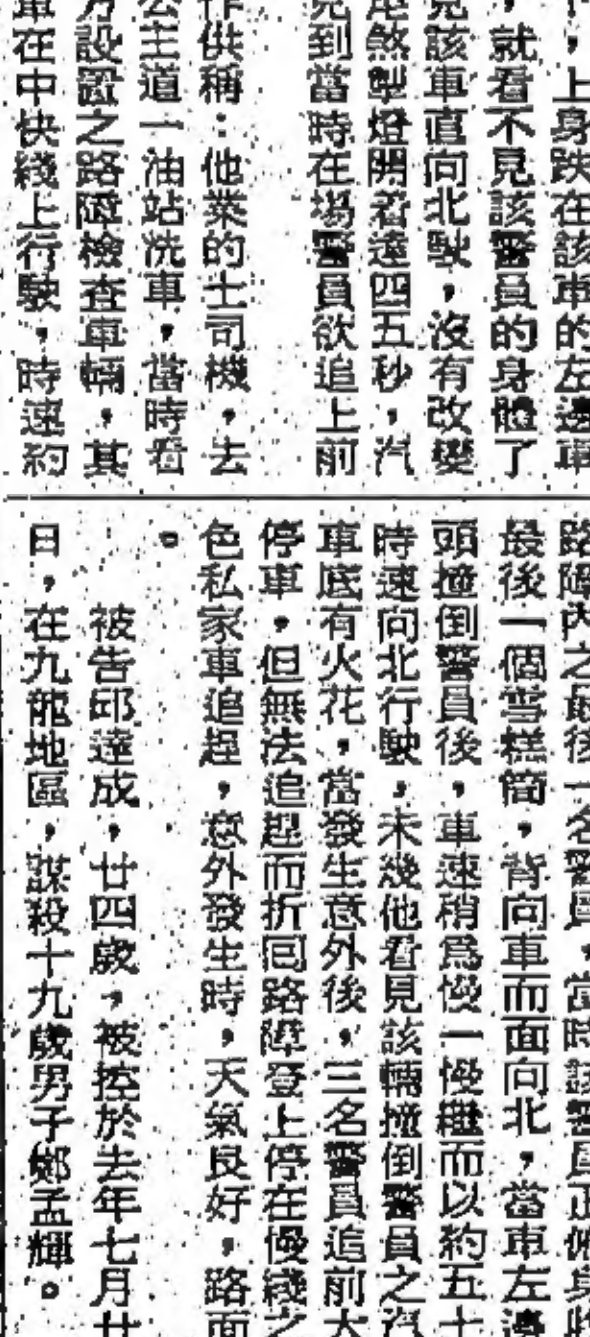 下，上身跌在該車的左邊車
，就看不見該警員的身體了
見該車直向北駛，沒有改變
尾煞掣燈開着達四五秒，汽
見到當時在場警員欲追上前
作供稱：他業的士司機，去
公主道一油站洗車，當時看
方設置之路障檢查車輛，其
車在中快綫上行駛，時速約
路障內之最後一名警員，當時該警員正俯身
最後一個雪糕筒，背向車而面向北，當車左邊
頭撞倒警員後，車速稍爲慢一慢繼而以約五十
時速向北行駛，未幾他看見該輛撞倒警員之汽
車底有火花，當發生意外後，三名警員追前大
停車，但無法追趕而折回路障登上停在慢綫之
色私家車追趕，意外發生時，天氣良好，路面
。
被告邱達成，廿四歲，被控於去年七月廿
日，在九龍地區，謀殺十九歲男子鄭孟輝。